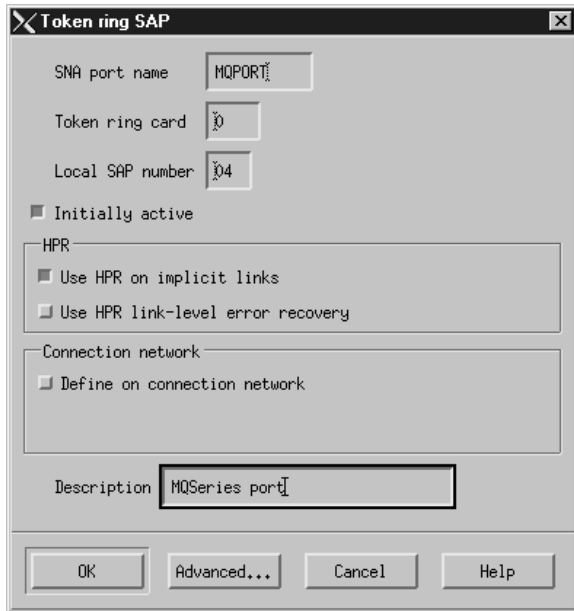 Token ring SAP
SNA port name MQPORT
Token ring card 0
Local SAP number 04
Initially active
HPR
Use HPR on implicit links
Use HPR link-level error recovery
Connection network
Define on connection network
Description MQSeries port
OK Advanced... Cancel Help